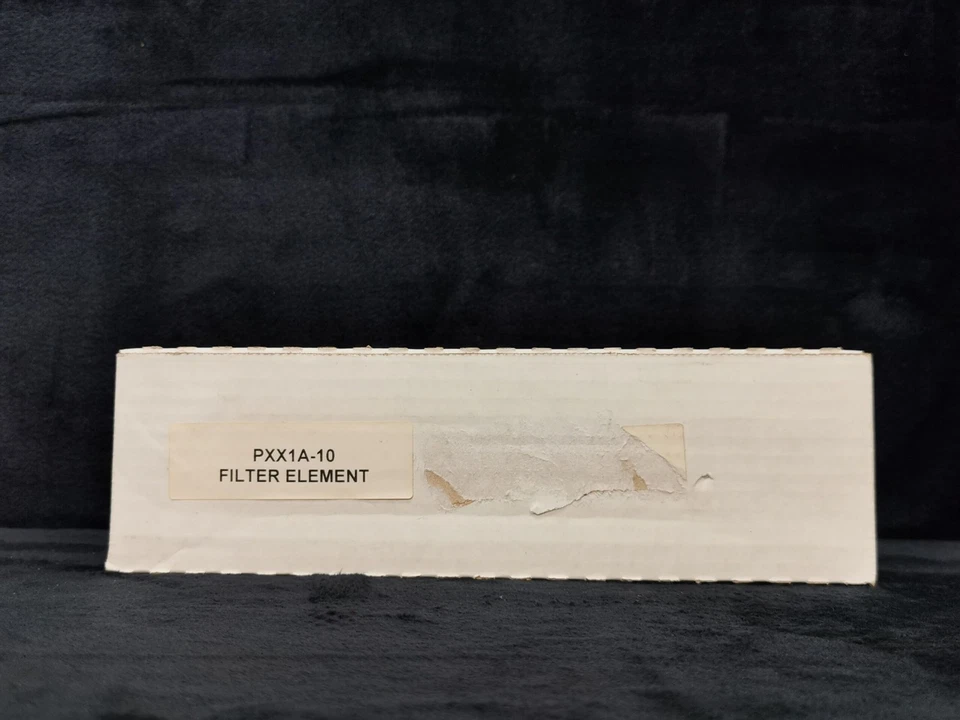 PXX1A-10
FILTER ELEMENT